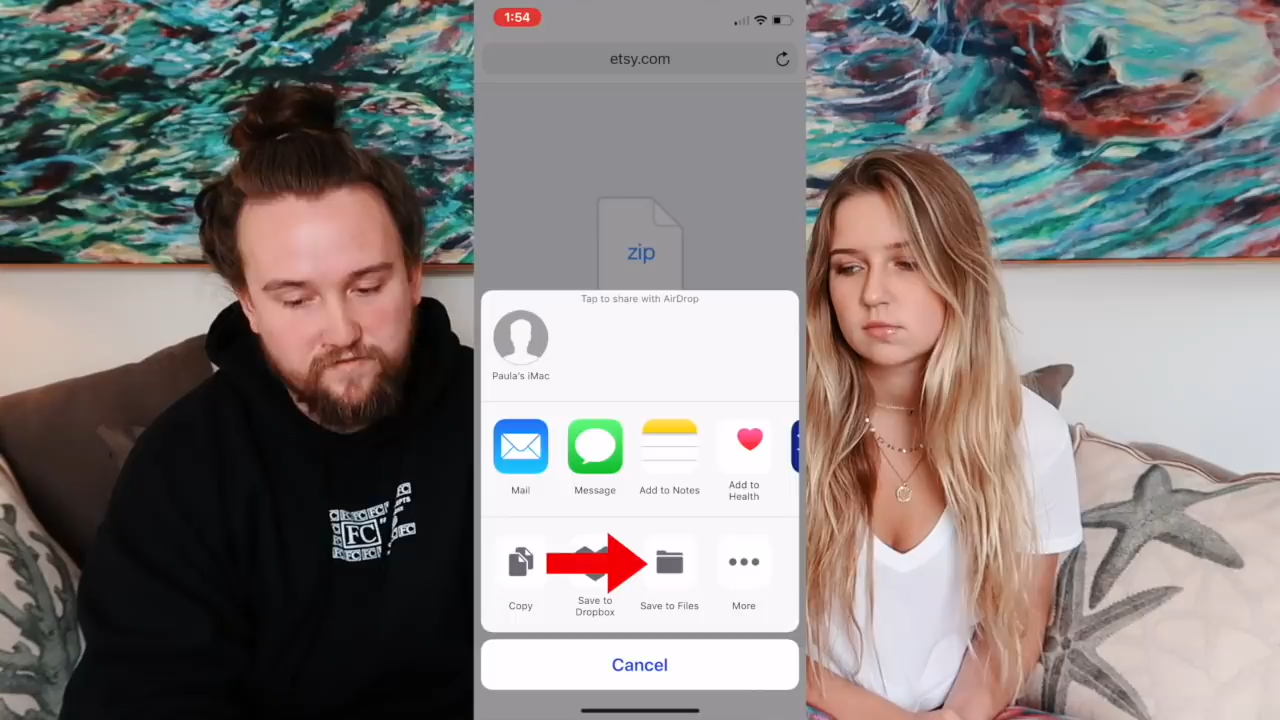 1:54
etsy.com
zip
Tap to share with AirDrop
Paula's iMac
Mail
Message
Add to Notes
Add to
Health
Copy
Save to
Dropbox
Save to Files
More
Cancel
FC